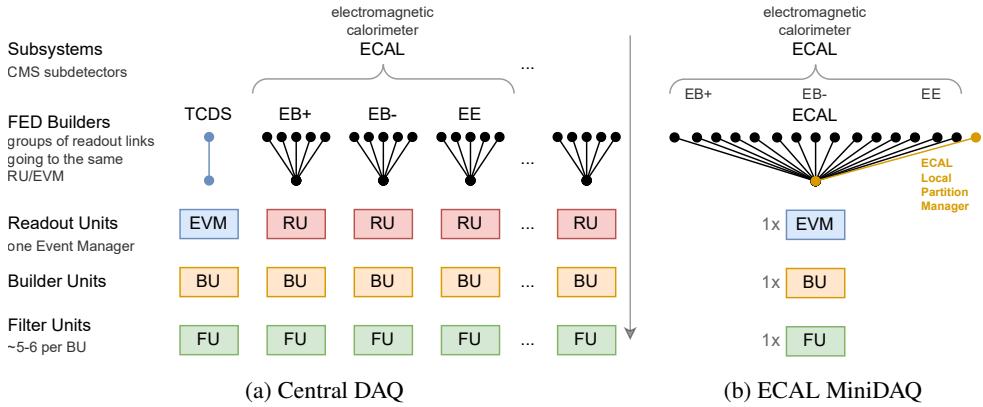 electromagnetic
calorimeter
ECAL
Subsystems
CMS subdetectors
...
TCDS EB+ EB- EE
FED Builders
groups of readout links
going to the same
RU/EVM
...
Readout Units
one Event Manager
EVM RU RU RU ... RU
Builder Units
BU BU BU BU ... BU
Filter Units
~5-6 per BU
FU FU FU FU ... FU
(a) Central DAQ
electromagnetic
calorimeter
ECAL
EB+ EB- EE
ECAL
ECAL
Local
Partition
Manager
1x EVM
1x BU
1x FU
(b) ECAL MiniDAQ